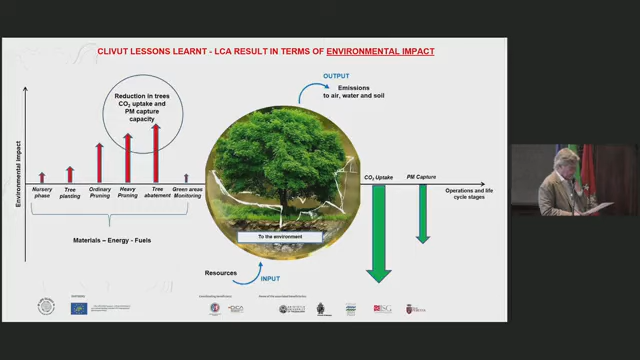 CLIVUT LESSONS LEARNT - LCA RESULT IN TERMS OF ENVIRONMENTAL IMPACT
OUTPUT
Emissions
to air, water and soil
Reduction in trees
CO₂ uptake and
PM capture
capacity
Environmental impact
CO₂ Uptake
PM Capture
Nursery
phase
Tree
planting
Ordinary
Pruning
Heavy
Pruning
Tree
abatement
Green areas
Monitoring
Operations and life
cycle stages
Materials – Energy - Fuels
To the environment
Resources
INPUT
ISG